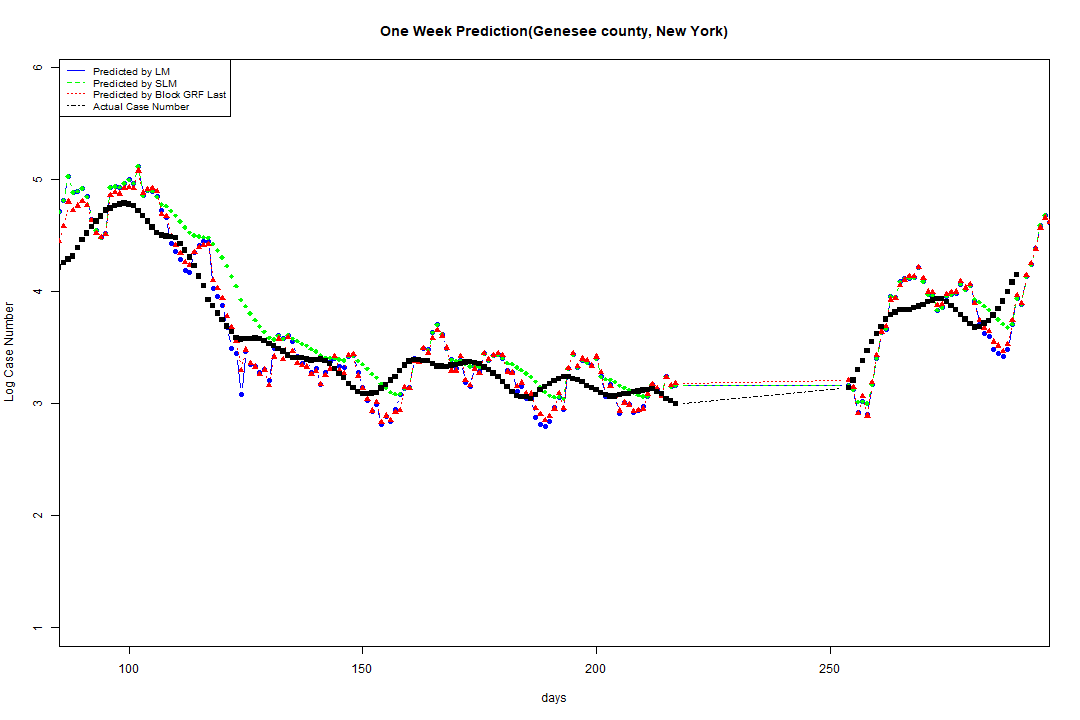 One Week Prediction(Genesee county, New York)
Predicted by LM
Predicted by SLM
Predicted by Block GRF Last
Actual Case Number
6
5
4
3
2
1
Log Case Number
100 150 200 250
days